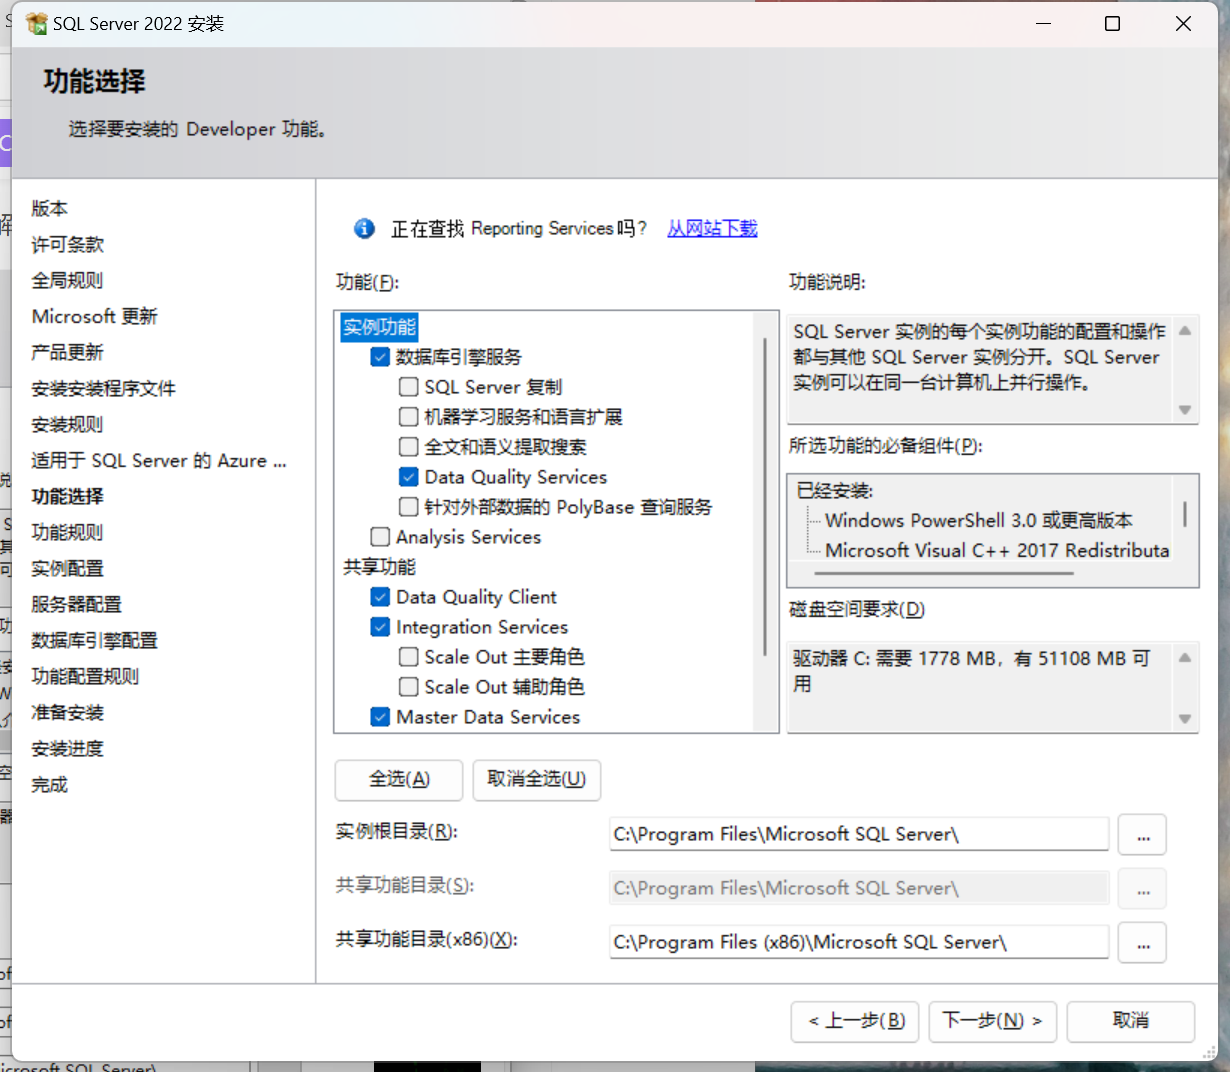 SQL Server 2022 安装
功能选择
选择要安装的 Developer 功能。
版本
许可条款
全局规则
Microsoft 更新
产品更新
安装安装程序文件
安装规则
适用于 SQL Server 的 Azure ...
功能选择
功能规则
实例配置
服务器配置
数据库引擎配置
功能配置规则
准备安装
安装进度
完成
正在查找 Reporting Services 吗? 从网站下载
功能(F):
实例功能
数据库引擎服务
SQL Server 复制
机器学习服务和语言扩展
全文和语义提取搜索
Data Quality Services
针对外部数据的 PolyBase 查询服务
Analysis Services
共享功能
Data Quality Client
Integration Services
Scale Out 主要角色
Scale Out 辅助角色
Master Data Services
功能说明:
SQL Server 实例的每个实例功能的配置和操作
都与其他 SQL Server 实例分开。SQL Server
实例可以在同一台计算机上并行操作。
所选功能的必备组件(P):
已经安装:
Windows PowerShell 3.0 或更高版本
Microsoft Visual C++ 2017 Redistributa
磁盘空间要求(D)
驱动器 C: 需要 1778 MB，有 51108 MB 可
用
全选(A) 取消全选(U)
实例根目录(R): C:\Program Files\Microsoft SQL Server\ ...
共享功能目录(S): C:\Program Files\Microsoft SQL Server\ ...
共享功能目录(x86)(X): C:\Program Files (x86)\Microsoft SQL Server\ ...
< 上一步(B) 下一步(N) > 取消